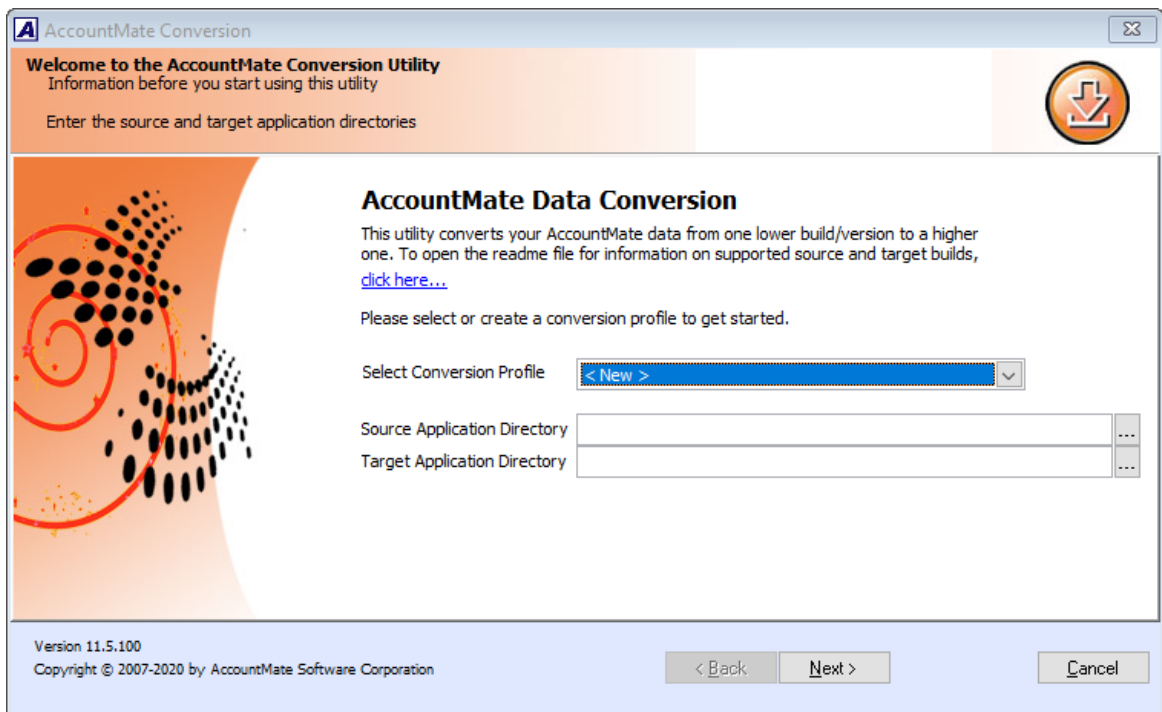 AccountMate Conversion
Welcome to the AccountMate Conversion Utility
Information before you start using this utility
Enter the source and target application directories
AccountMate Data Conversion
This utility converts your AccountMate data from one lower build/version to a higher
one. To open the readme file for information on supported source and target builds,
click here...
Please select or create a conversion profile to get started.
Select Conversion Profile < New >
Source Application Directory ...
Target Application Directory ...
Version 11.5.100
Copyright © 2007-2020 by AccountMate Software Corporation
< Back Next > Cancel